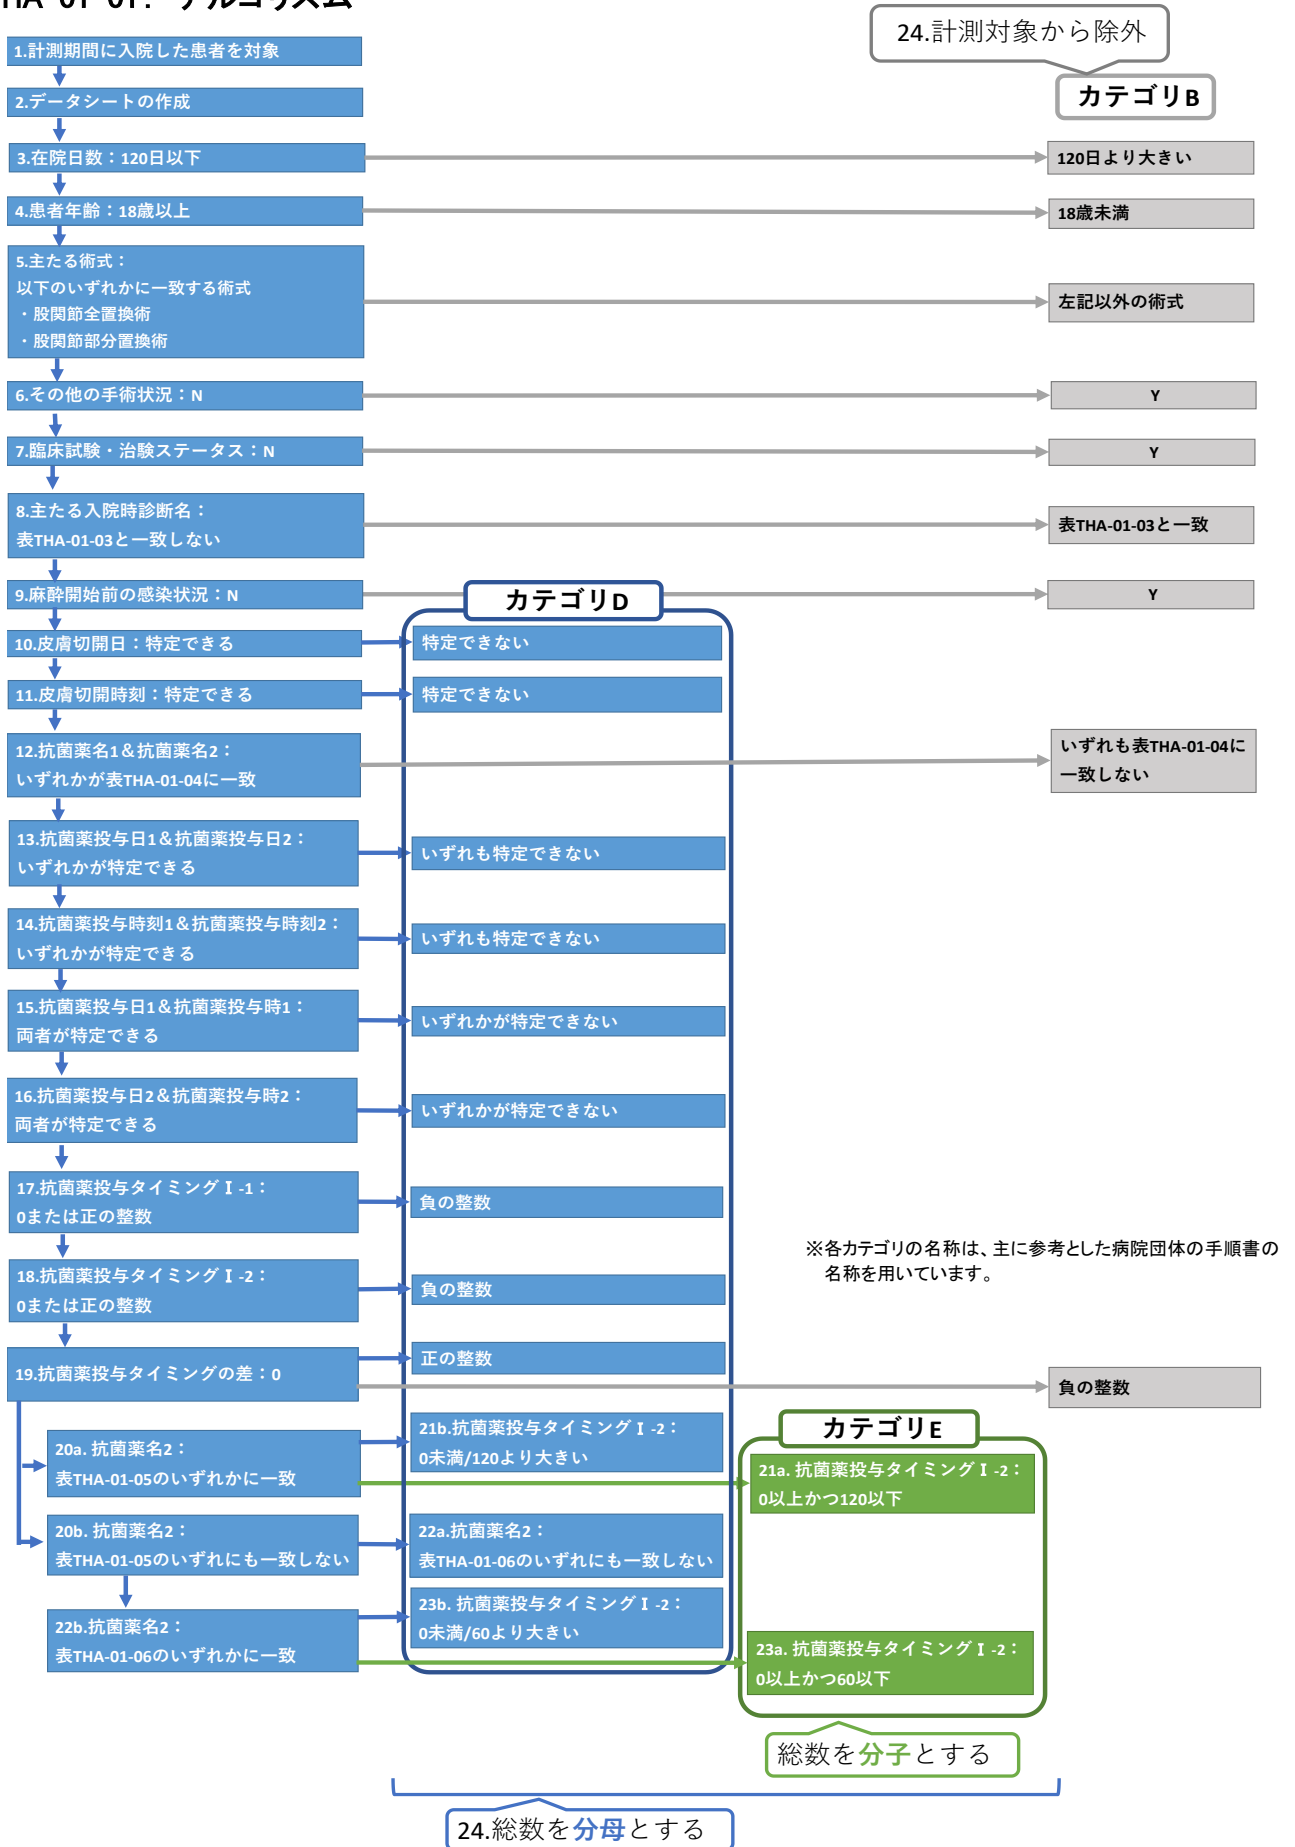 HA-01-01: アルゴリズム
24.計測対象から除外
カテゴリB
1.計測期間に入院した患者を対象
2.データシートの作成
3.在院日数：120日以下
120日より大きい
4.患者年齢：18歳以上
18歳未満
5.主たる術式：
以下のいずれかに一致する術式
・股関節全置換術
・股関節部分置換術
左記以外の術式
6.その他の手術状況：N
Y
7.臨床試験・治験ステータス：N
Y
8.主たる入院時診断名：
表THA-01-03と一致しない
表THA-01-03と一致
9.麻酔開始前の感染状況：N
カテゴリD
Y
10.皮膚切開日：特定できる
特定できない
11.皮膚切開時刻：特定できる
特定できない
12.抗菌薬名1＆抗菌薬名2：
いずれかが表THA-01-04に一致
いずれも表THA-01-04に
一致しない
13.抗菌薬投与日1＆抗菌薬投与日2：
いずれかが特定できる
いずれも特定できない
14.抗菌薬投与時刻1＆抗菌薬投与時刻2：
いずれかが特定できる
いずれも特定できない
15.抗菌薬投与日1＆抗菌薬投与時1：
両者が特定できる
いずれかが特定できない
16.抗菌薬投与日2＆抗菌薬投与時2：
両者が特定できる
いずれかが特定できない
17.抗菌薬投与タイミングⅠ-1：
0または正の整数
負の整数
※各カテゴリの名称は、主に参考とした病院団体の手順書の
名称を用いています。
18.抗菌薬投与タイミングⅠ-2：
0または正の整数
負の整数
19.抗菌薬投与タイミングの差：0
正の整数
負の整数
カテゴリE
20a. 抗菌薬名2：
表THA-01-05のいずれかに一致
21b.抗菌薬投与タイミングⅠ-2：
0未満/120より大きい
21a. 抗菌薬投与タイミングⅠ-2：
0以上かつ120以下
20b. 抗菌薬名2：
表THA-01-05のいずれにも一致しない
22a.抗菌薬名2：
表THA-01-06のいずれにも一致しない
22b.抗菌薬名2：
表THA-01-06のいずれかに一致
23b. 抗菌薬投与タイミングⅠ-2：
0未満/60より大きい
23a. 抗菌薬投与タイミングⅠ-2：
0以上かつ60以下
総数を分子とする
24.総数を分母とする